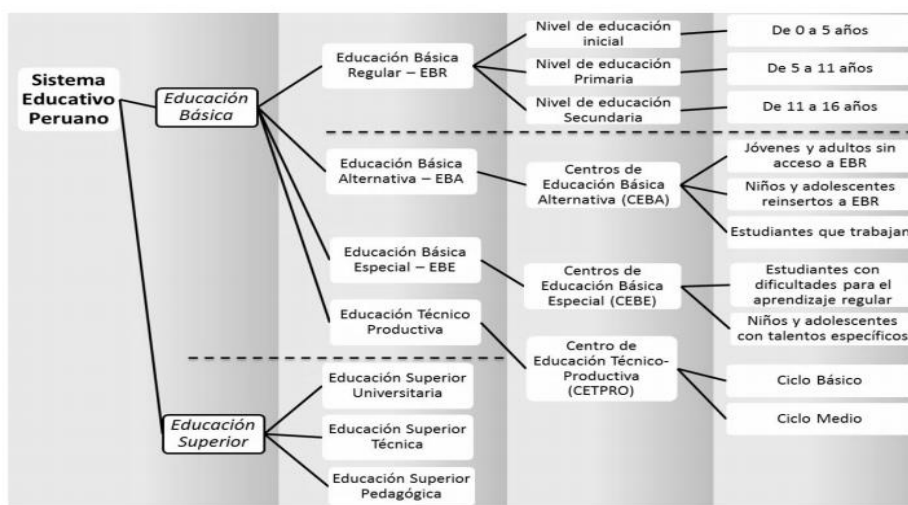 Sistema
Educativo
Peruano
Educación
Básica
Educación Básica
Regular – EBR
Nivel de educación
inicial
De 0 a 5 años
Nivel de educación
Primaria
De 5 a 11 años
Nivel de educación
Secundaria
De 11 a 16 años
Educación Básica
Alternativa – EBA
Centros de
Educación Básica
Alternativa (CEBA)
Jóvenes y adultos sin
acceso a EBR
Niños y adolescentes
reinsertos a EBR
Estudiantes que trabajan
Educación Básica
Especial – EBE
Centros de
Educación Básica
Especial (CEBE)
Estudiantes con
dificultades para el
aprendizaje regular
Niños y adolescentes
con talentos específicos
Educación Técnico
Productiva
Centro de
Educación Técnico-
Productiva
(CETPRO)
Ciclo Básico
Ciclo Medio
Educación
Superior
Educación Superior
Universitaria
Educación Superior
Técnica
Educación Superior
Pedagógica